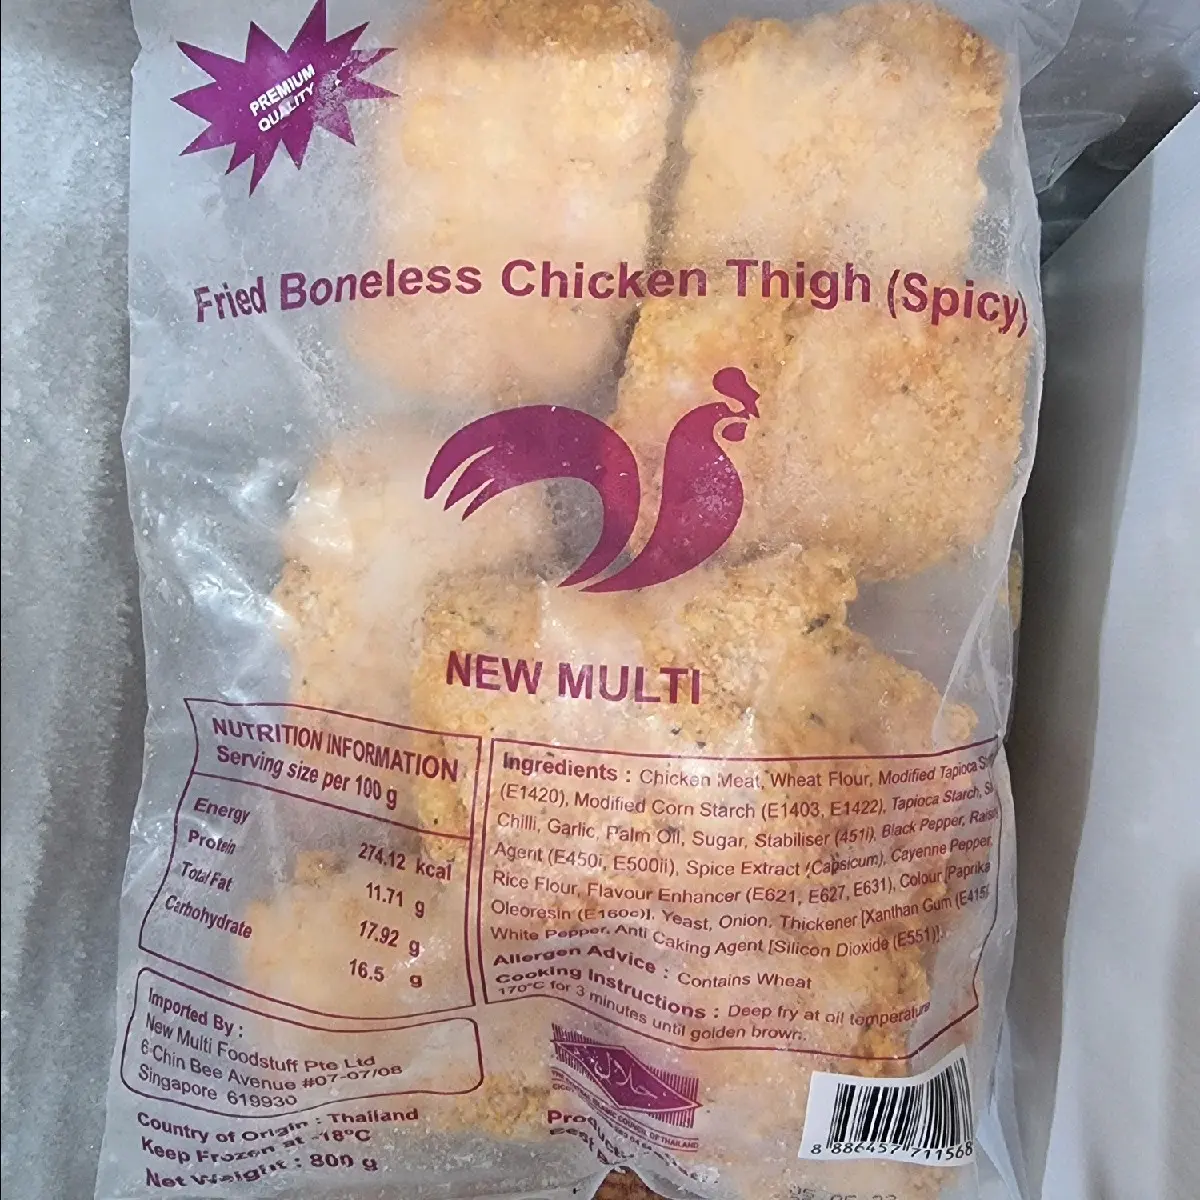 PREMIUM
QUALITY
Fried Boneless Chicken Thigh (Spicy)
NEW MULTI
NUTRITION INFORMATION
Serving size per 100 g
Energy 274.12 kcal
Protein 11.71 g
Total Fat 17.92 g
Carbohydrate 16.5 g
Ingredients : Chicken Meat, Wheat Flour, Modified Tapioca
(E1420), Modified Corn Starch (E1403, E1422), Tapioca Starch,
Chilli, Garlic, Palm Oil, Sugar, Stabiliser (451i), Black Pepper,
Agent (E450i, E500ii), Spice Extract (Capsicum), Cayenne Pepper,
Rice Flour, Flavour Enhancer (E621, E627, E631), Colour [Paprika
Oleoresin (E160c)], Yeast, Onion, Thickener [Xanthan Gum (E415)
White Pepper, Anti Caking Agent [Silicon Dioxide (E551)].
Allergen Advice : Contains Wheat
Cooking Instructions : Deep fry at oil temperature
170°C for 3 minutes until golden brown.
Imported By :
New Multi Foodstuff Pte Ltd
6 Chin Bee Avenue #07-07/08
Singapore 619930
Country of Origin : Thailand
Keep Frozen at -18°C
Net Weight : 800 g
حلال
8 886457 711568